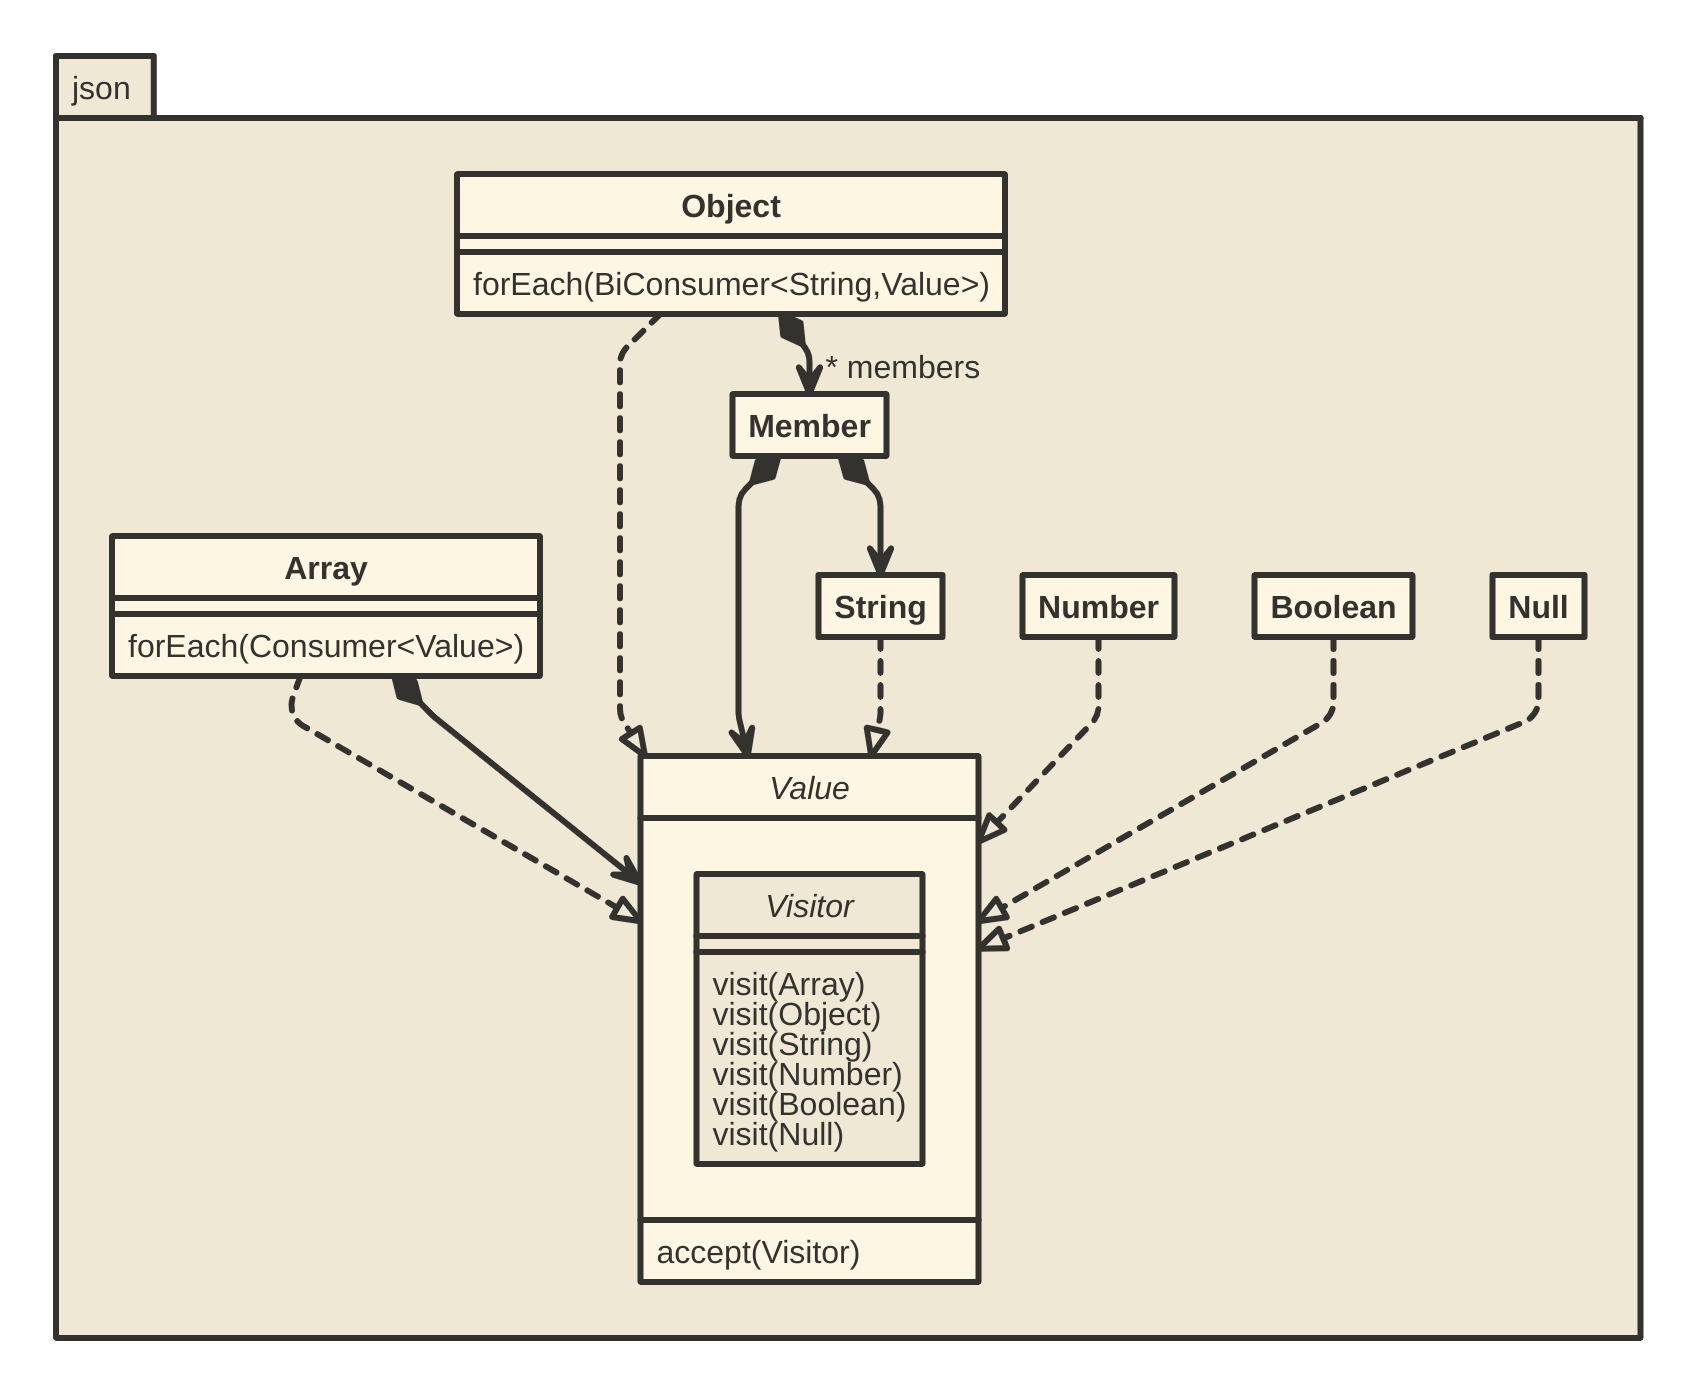 json
Object
forEach(BiConsumer<String,Value>)
* members
Member
Array
forEach(Consumer<Value>)
String
Number
Boolean
Null
Value
Visitor
visit(Array)
visit(Object)
visit(String)
visit(Number)
visit(Boolean)
visit(Null)
accept(Visitor)